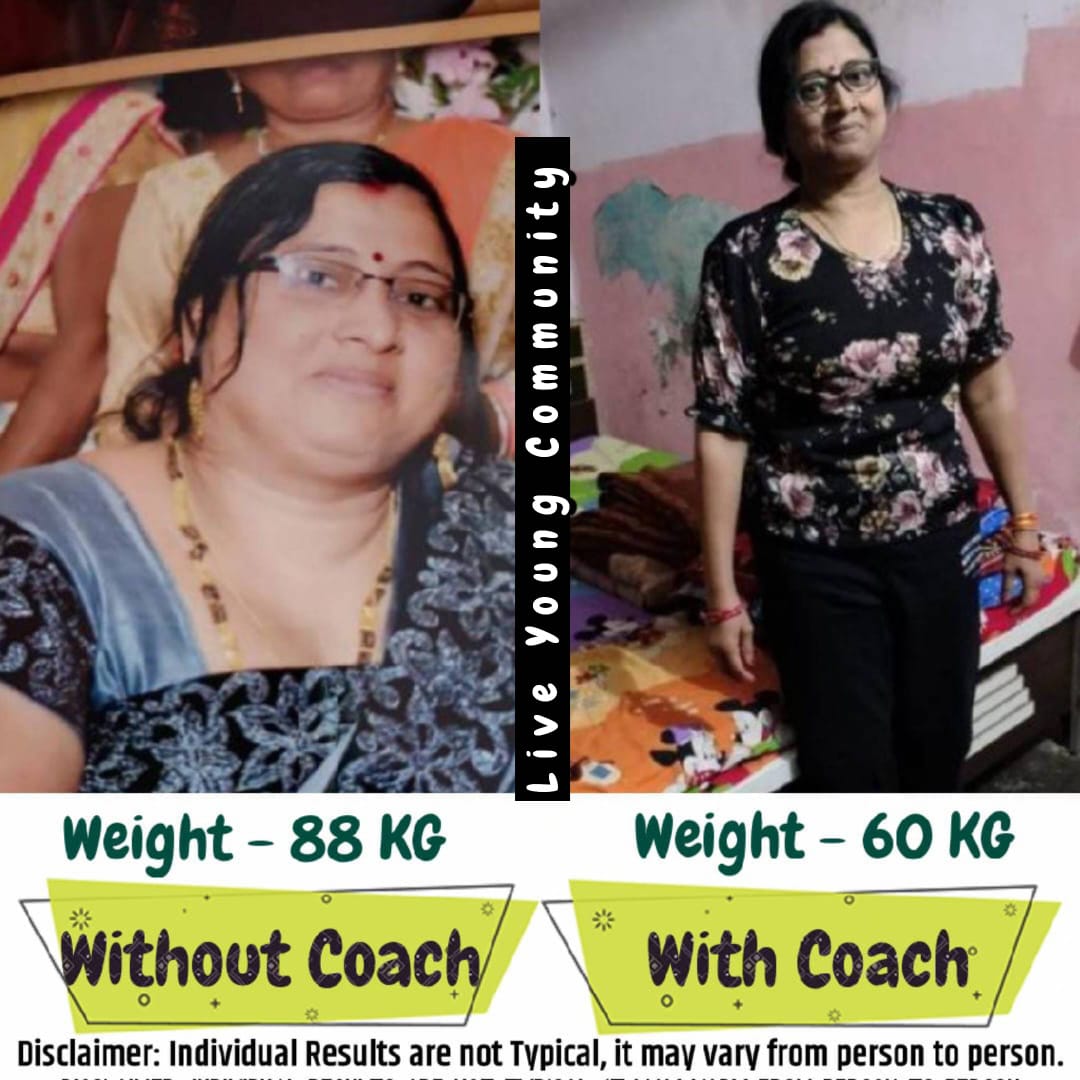 Live Young Community
Weight - 88 KG
Weight - 60 KG
Without Coach
With Coach
Disclaimer: Individual Results are not Typical, it may vary from person to person.